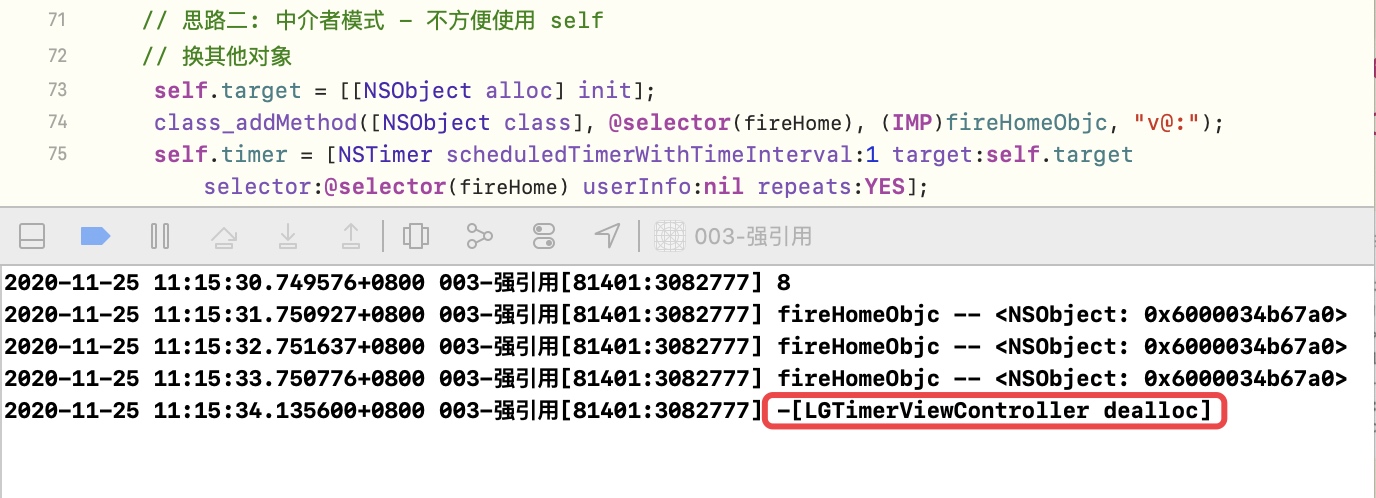 71 // 思路二: 中介者模式 - 不方便使用 self
72 // 换其他对象
73 self.target = [[NSObject alloc] init];
74 class_addMethod([NSObject class], @selector(fireHome), (IMP)fireHomeObjc, "v@:");
75 self.timer = [NSTimer scheduledTimerWithTimeInterval:1 target:self.target
selector:@selector(fireHome) userInfo:nil repeats:YES];
003-强引用
2020-11-25 11:15:30.749576+0800 003-强引用[81401:3082777] 8
2020-11-25 11:15:31.750927+0800 003-强引用[81401:3082777] fireHomeObjc -- <NSObject: 0x6000034b67a0>
2020-11-25 11:15:32.751637+0800 003-强引用[81401:3082777] fireHomeObjc -- <NSObject: 0x6000034b67a0>
2020-11-25 11:15:33.750776+0800 003-强引用[81401:3082777] fireHomeObjc -- <NSObject: 0x6000034b67a0>
2020-11-25 11:15:34.135600+0800 003-强引用[81401:3082777] -[LGTimerViewController dealloc]